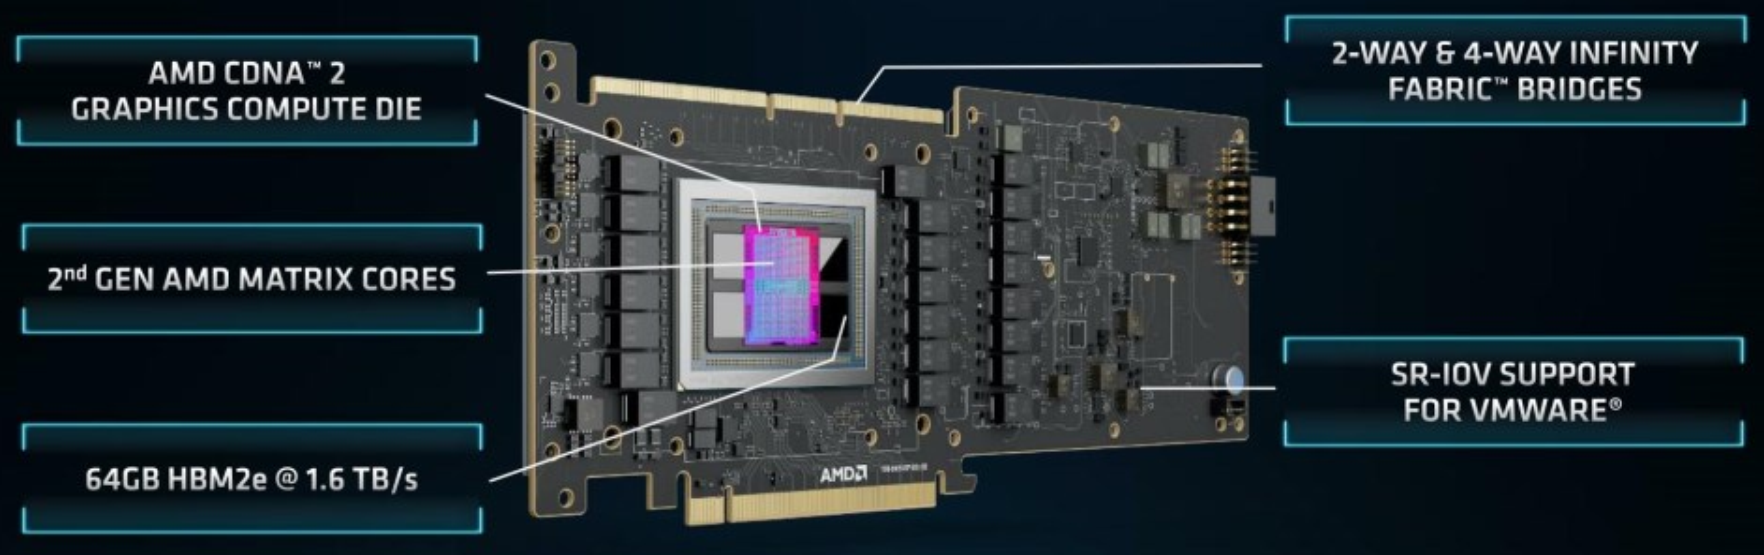 AMD CDNA™ 2
GRAPHICS COMPUTE DIE
2nd GEN AMD MATRIX CORES
64GB HBM2e @ 1.6 TB/s
2-WAY & 4-WAY INFINITY
FABRIC™ BRIDGES
SR-IOV SUPPORT
FOR VMWARE®
AMD